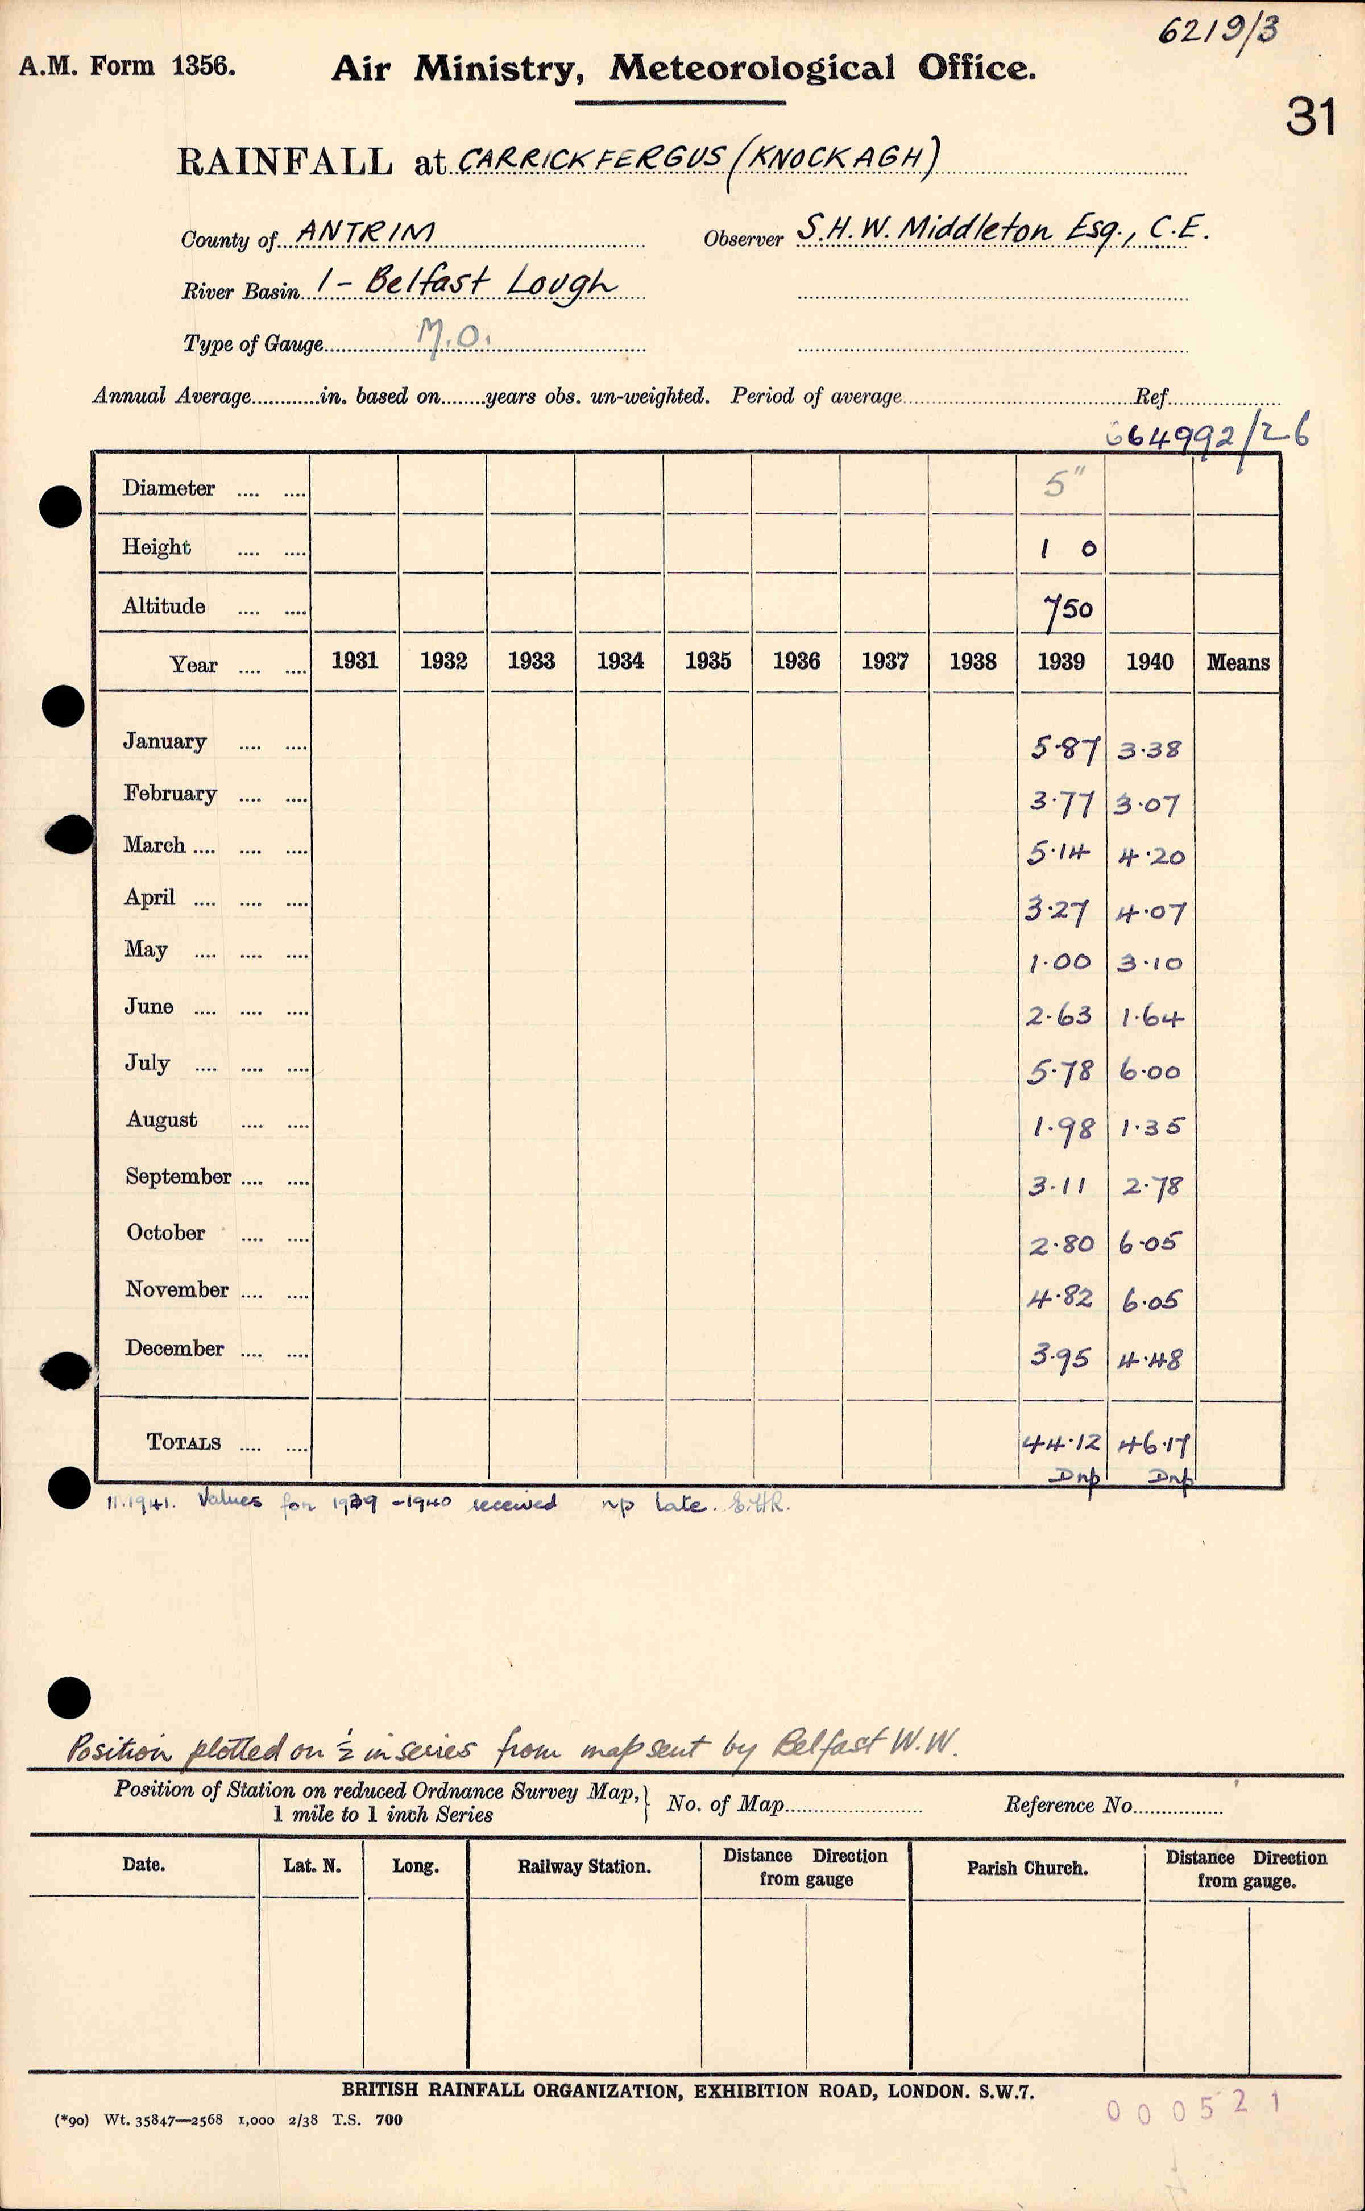 6219/3
A.M. Form 1356. Air Ministry, Meteorological Office.
31
RAINFALL at CARRICKFERGUS (KNOCKAGH)
County of ANTRIM Observer S.H.W. Middleton Esq., C.E.
River Basin 1 - Belfast Lough
Type of Gauge M.O.
Annual Average............in. based on........years obs. un-weighted. Period of average............Ref............
664992/26
Diameter .... .... 5"
Height .... .... 1 0
Altitude .... .... 750
Year .... .... 1931 1932 1933 1934 1935 1936 1937 1938 1939 1940 Means
January .... .... 5.87 3.38
February .... .... 3.77 3.07
March .... .... .... 5.14 4.20
April .... .... .... 3.27 4.07
May .... .... .... 1.00 3.10
June .... .... .... 2.63 1.64
July .... .... .... 5.78 6.00
August .... .... 1.98 1.35
September .... .... 3.11 2.78
October .... .... 2.80 6.05
November .... .... 4.82 6.05
December .... .... 3.95 4.48
TOTALS .... .... 44.12 46.17
Dnp Dnp
11.1941. Values for 1939-1940 received np late. E.H.R.
Position plotted on ½ in series from map sent by Belfast W.W.
Position of Station on reduced Ordnance Survey Map, } No. of Map............ Reference No............
1 mile to 1 inch Series
Date. Lat. N. Long. Railway Station. Distance Direction from gauge Parish Church. Distance Direction from gauge.
BRITISH RAINFALL ORGANIZATION, EXHIBITION ROAD, LONDON. S.W.7.
(*90) Wt. 35847—2568 1,000 2/38 T.S. 700
000521